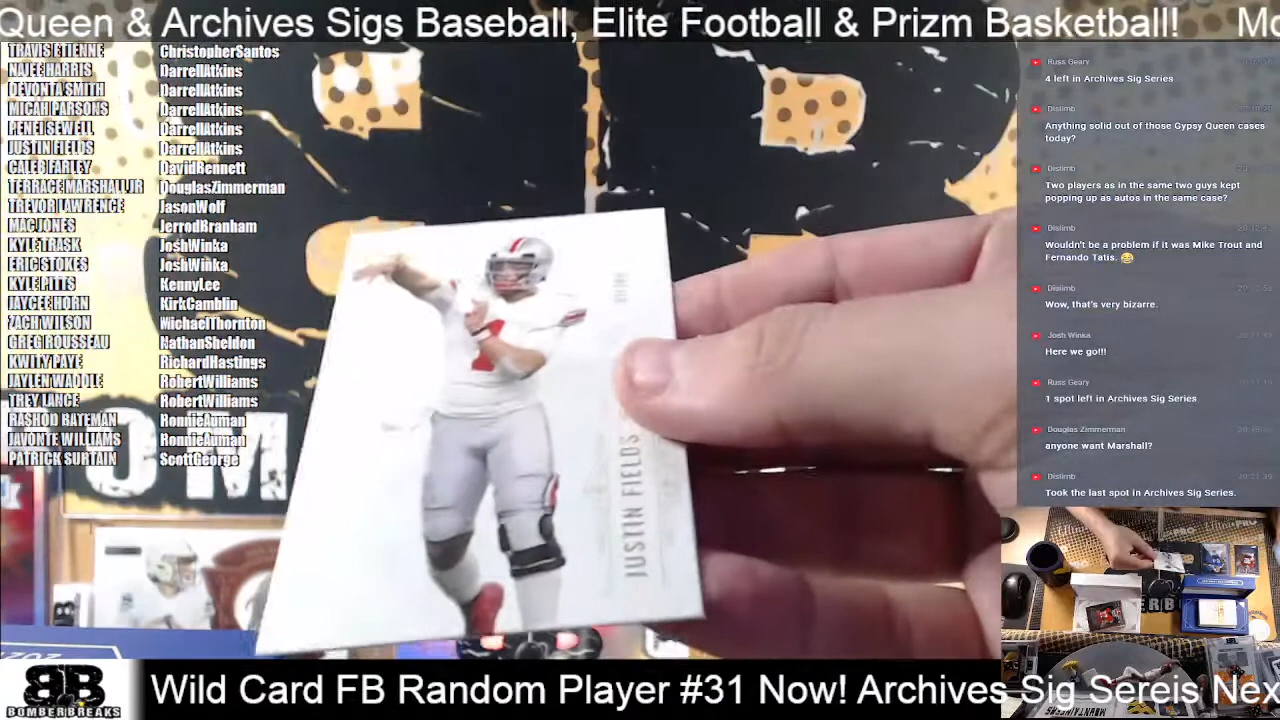 Queen & Archives Sigs Baseball, Elite Football & Prizm Basketball! Mo
TRAVIS ETIENNE ChristopherSantos
NAJEE HARRIS DarrellAtkins
DEVONTA SMITH DarrellAtkins
MICAH PARSONS DarrellAtkins
PENEI SEWELL DarrellAtkins
JUSTIN FIELDS DarrellAtkins
CALEB FARLEY DavidBennett
TERRACE MARSHALL JR DouglasZimmerman
TREVOR LAWRENCE JasonWolf
MAC JONES JerrodBranham
KYLE TRASK JoshWinka
ERIC STOKES JoshWinka
KYLE PITTS KennyLee
JAYCEE HORN KirkGamblin
ZACH WILSON MichaelThornton
GREG ROUSSEAU NathanSheldon
KWITY PAYE RichardHastings
JAYLEN WADDLE RobertWilliams
TREY LANCE RobertWilliams
RASHOD BATEMAN RonnieAuman
JAVONTE WILLIAMS RonnieAuman
PATRICK SURTAIN ScottGeorge
OM
JUSTIN FIELDS
Russ Geary
4 left in Archives Sig Series
Dislimb
Anything solid out of those Gypsy Queen cases
today?
Dislimb
Two players as in the same two guys kept
popping up as autos in the same case?
Dislimb
Wouldn't be a problem if it was Mike Trout and
Fernando Tatis. 😂
Dislimb
Wow, that's very bizarre.
Josh Winka
Here we go!!!
Russ Geary
1 spot left in Archives Sig Series
Douglas Zimmerman
anyone want Marshall?
Dislimb
Took the last spot in Archives Sig Series.
BB
BOMBERBREAKS
Wild Card FB Random Player #31 Now! Archives Sig Sereis Nex